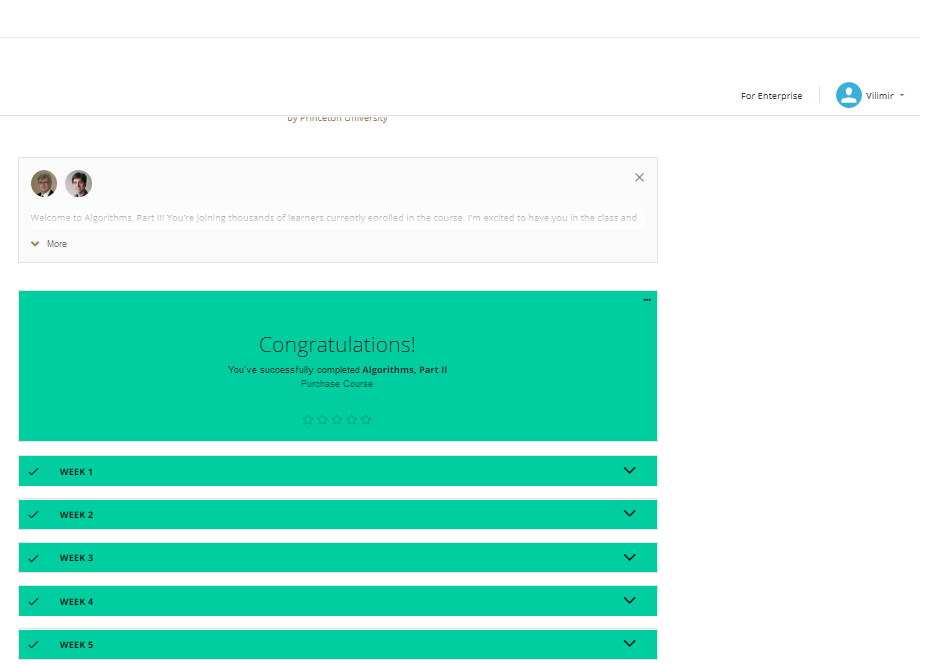 For Enterprise
Vilimir
by Princeton University
Welcome to Algorithms, Part II! You're joining thousands of learners currently enrolled in the course. I'm excited to have you in the class and
More
Congratulations!
You've successfully completed Algorithms, Part II
Purchase Course
WEEK 1
WEEK 2
WEEK 3
WEEK 4
WEEK 5